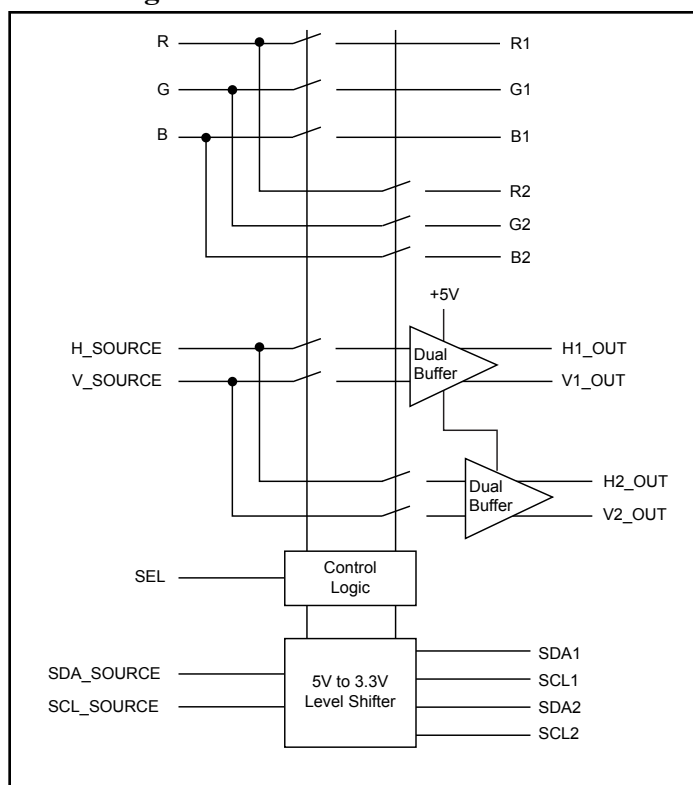 R
R1
G
G1
B
B1
R2
G2
B2
+5V
H_SOURCE
Dual
Buffer
H1_OUT
V_SOURCE
V1_OUT
Dual
Buffer
H2_OUT
V2_OUT
SEL
Control
Logic
SDA_SOURCE
SCL_SOURCE
5V to 3.3V
Level Shifter
SDA1
SCL1
SDA2
SCL2